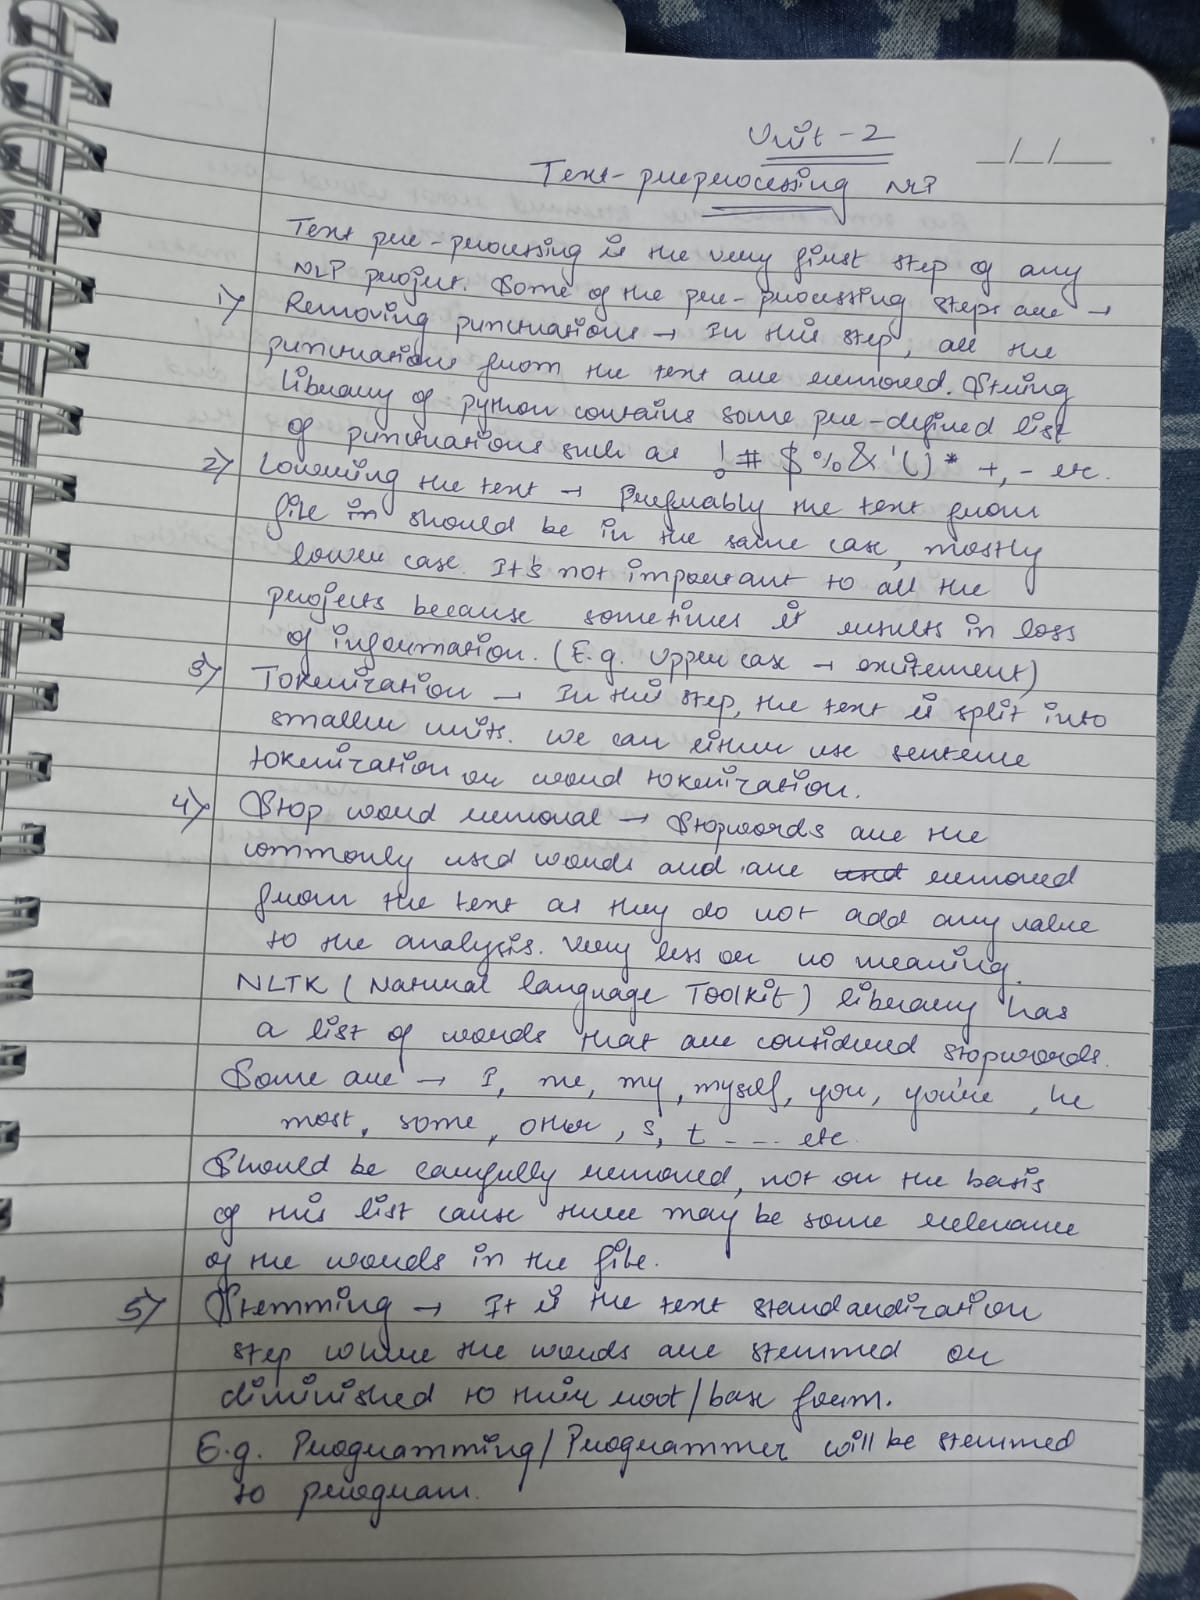 Unit - 2
_/_/__
Text-preprocessing NLP
Text pre-processing is the very first step of any
NLP project. Some of the pre-processing steps are →
1) Removing punctuations → In this step, all the
punctuations from the text are removed. String
library of python contains some pre-defined list
of punctuations such as ! # $ % & ' ( ) * +, - etc.
2) Lowering the text → Preferably the text from
file in should be in the same case, mostly
lower case. It's not important to all the
projects because sometimes it results in loss
of information. (E.g. Upper case → excitement)
3) Tokenization → In this step, the text is split into
smaller units. we can either use sentence
tokenization or word tokenization.
4) Stop word removal → Stopwords are the
commonly used words and are used removed
from the text as they do not add any value
to the analysis. Very less or no meaning.
NLTK (Natural language Toolkit) library has
a list of words that are considered stopwords.
Some are → I, me, my, myself, you, you're, he
most, some, other, s, t - - - - etc.
Should be carefully removed, not on the basis
of this list cause there may be some relevance
of the words in the file.
5) Stemming → It is the text standardization
step where the words are stemmed or
diminished to their root/base form.
E.g. Programming/Programmer will be stemmed
to program.